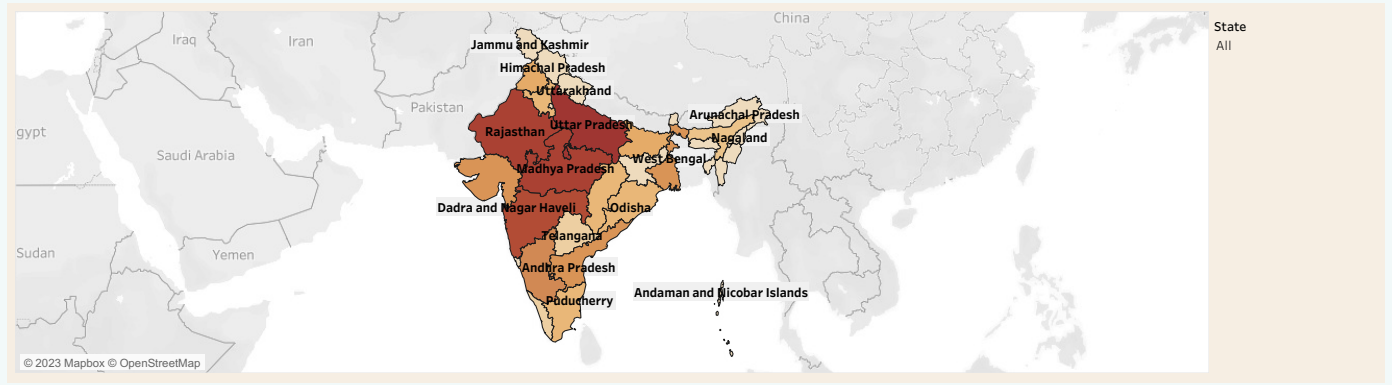 China
State
All
Iraq
Iran
Jammu and Kashmir
Himachal Pradesh
Uttarakhand
Pakistan
Arunachal Pradesh
gypt
Uttar Pradesh
Rajasthan
Nagaland
Saudi Arabia
West Bengal
Madhya Pradesh
Dadra and Nagar Haveli
Odisha
Telangana
Sudan
Yemen
Andhra Pradesh
Andaman and Nicobar Islands
Puducherry
© 2023 Mapbox © OpenStreetMap